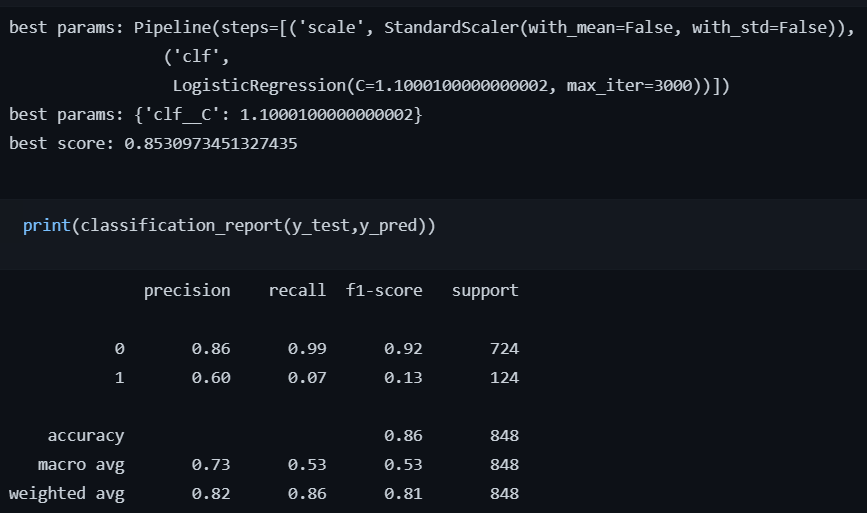 best params: Pipeline(steps=[('scale', StandardScaler(with_mean=False, with_std=False)),
('clf',
LogisticRegression(C=1.1000100000000002, max_iter=3000))])
best params: {'clf__C': 1.1000100000000002}
best score: 0.8530973451327435
print(classification_report(y_test,y_pred))
precision recall f1-score support
0 0.86 0.99 0.92 724
1 0.60 0.07 0.13 124
accuracy 0.86 848
macro avg 0.73 0.53 0.53 848
weighted avg 0.82 0.86 0.81 848